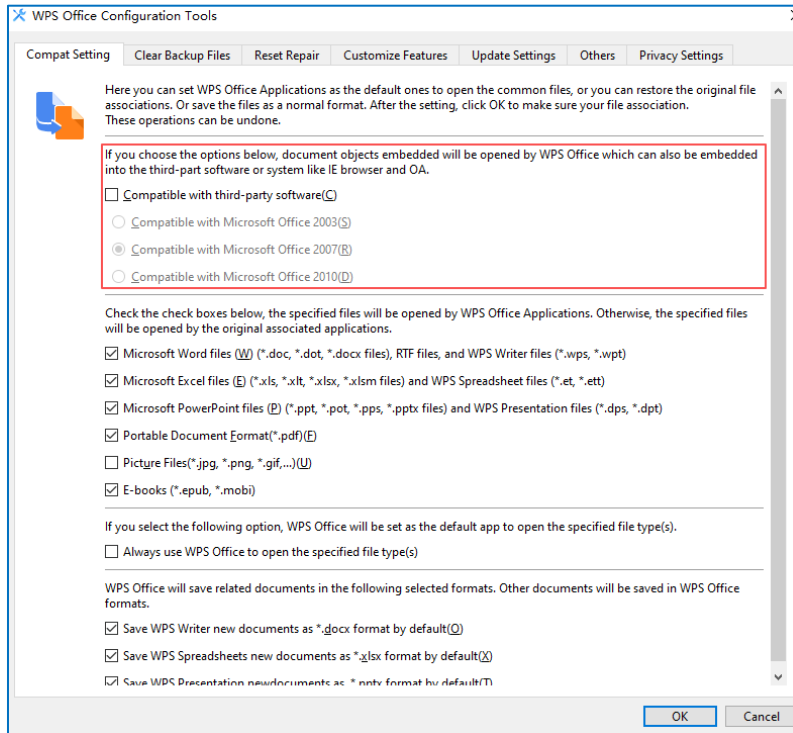 WPS Office Configuration Tools
Compat Setting
Clear Backup Files
Reset Repair
Customize Features
Update Settings
Others
Privacy Settings
Here you can set WPS Office Applications as the default ones to open the common files, or you can restore the original file
associations. Or save the files as a normal format. After the setting, click OK to make sure your file association.
These operations can be undone.
If you choose the options below, document objects embedded will be opened by WPS Office which can also be embedded
into the third-part software or system like IE browser and OA.
Compatible with third-party software(C)
Compatible with Microsoft Office 2003(S)
Compatible with Microsoft Office 2007(R)
Compatible with Microsoft Office 2010(D)
Check the check boxes below, the specified files will be opened by WPS Office Applications. Otherwise, the specified files
will be opened by the original associated applications.
Microsoft Word files (W) (*.doc, *.dot, *.docx files), RTF files, and WPS Writer files (*.wps, *.wpt)
Microsoft Excel files (E) (*.xls, *.xlt, *.xlsx, *.xlsm files) and WPS Spreadsheet files (*.et, *.ett)
Microsoft PowerPoint files (P) (*.ppt, *.pot, *.pps, *.pptx files) and WPS Presentation files (*.dps, *.dpt)
Portable Document Format(*.pdf)(F)
Picture Files(*.jpg, *.png, *.gif,...)(U)
E-books (*.epub, *.mobi)
If you select the following option, WPS Office will be set as the default app to open the specified file type(s).
Always use WPS Office to open the specified file type(s)
WPS Office will save related documents in the following selected formats. Other documents will be saved in WPS Office
formats.
Save WPS Writer new documents as *.docx format by default(O)
Save WPS Spreadsheets new documents as *.xlsx format by default(X)
Save WPS Presentation newdocuments as *.pptx format by default(T)
OK
Cancel